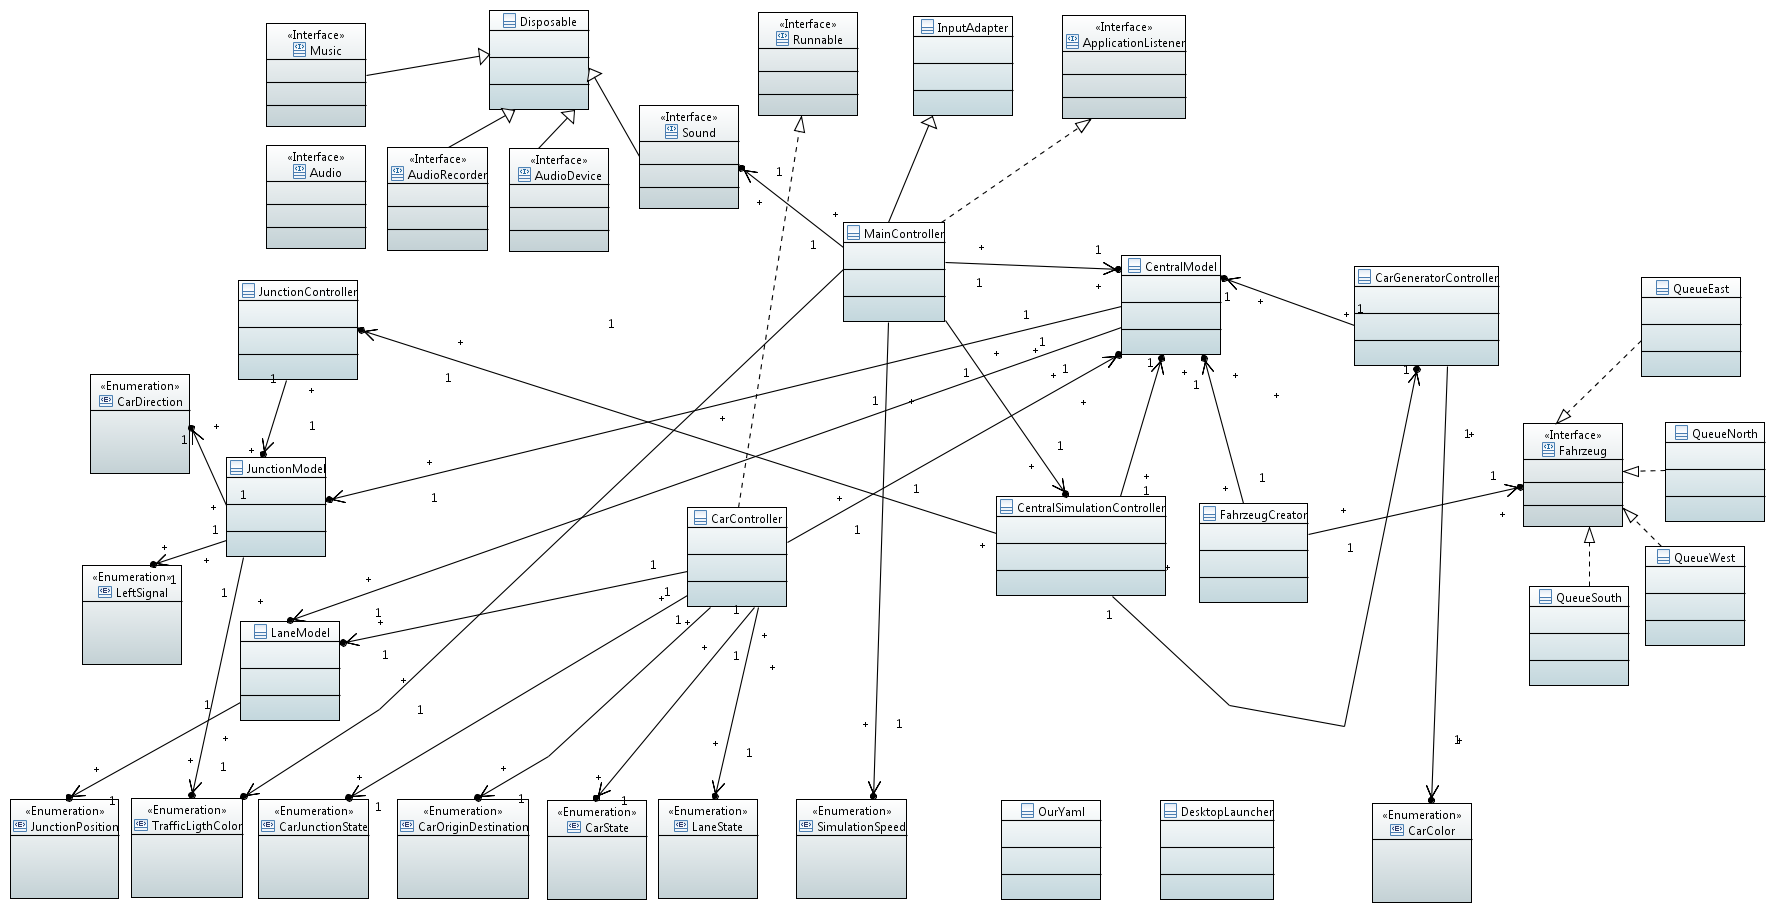 «Interface»
Music
Disposable
«Interface»
Runnable
InputAdapter
«Interface»
ApplicationListener
«Interface»
Audio
«Interface»
AudioRecorder
«Interface»
AudioDevice
«Interface»
Sound
MainController
CentralModel
CarGeneratorController
QueueEast
JunctionController
«Enumeration»
CarDirection
JunctionModel
«Interface»
Fahrzeug
QueueNorth
CarController
CentralSimulationController
FahrzeugCreator
QueueWest
QueueSouth
«Enumeration»
LeftSignal
LaneModel
«Enumeration»
JunctionPosition
«Enumeration»
TrafficLigthColor
«Enumeration»
CarJunctionState
«Enumeration»
CarOriginDestination
«Enumeration»
CarState
«Enumeration»
LaneState
«Enumeration»
SimulationSpeed
OurYaml
DesktopLauncher
«Enumeration»
CarColor